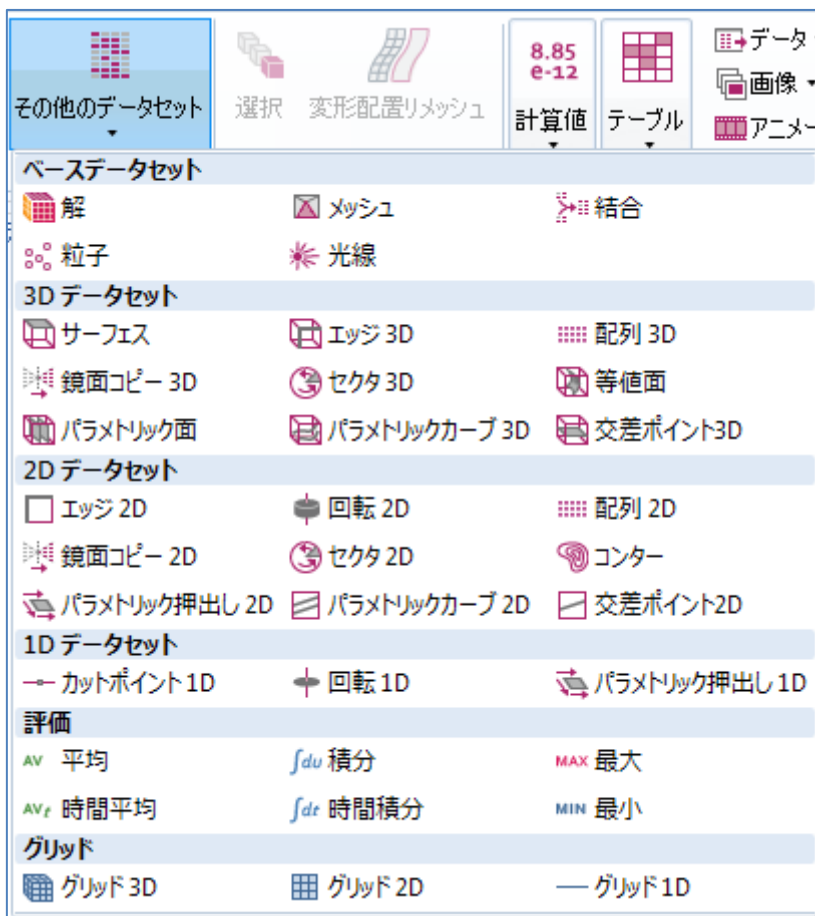 その他のデータセット 選択 変形配置リメッシュ 8.85 e-12 計算値 テーブル データ 画像 アニメー
ベースデータセット
解 メッシュ 結合
粒子 光線
3D データセット
サーフェス エッジ 3D 配列 3D
鏡面コピー 3D セクタ 3D 等値面
パラメトリック面 パラメトリックカーブ 3D 交差ポイント3D
2D データセット
エッジ 2D 回転 2D 配列 2D
鏡面コピー 2D セクタ 2D コンター
パラメトリック押出し 2D パラメトリックカーブ 2D 交差ポイント2D
1D データセット
カットポイント 1D 回転 1D パラメトリック押出し 1D
評価
AV 平均 ∫du 積分 MAX 最大
AVt 時間平均 ∫dt 時間積分 MIN 最小
グリッド
グリッド 3D グリッド 2D グリッド 1D